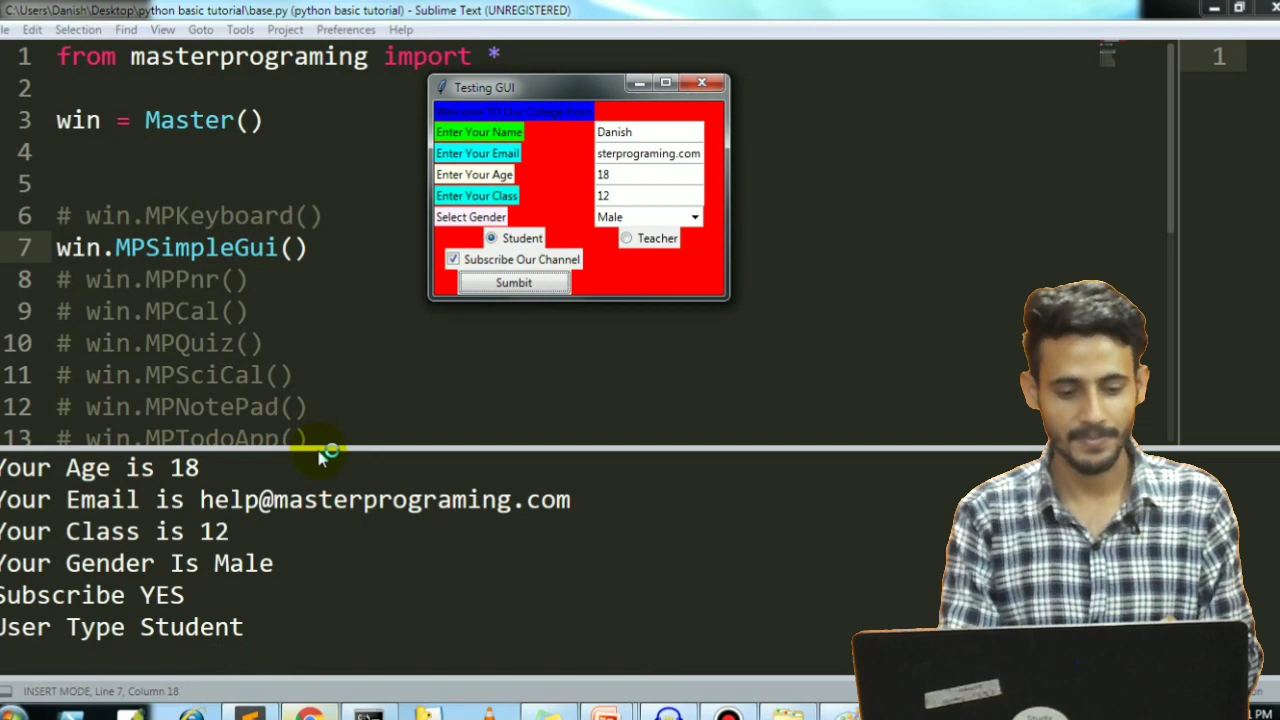 C:\Users\Danish\Desktop\python basic tutorial\base.py (python basic tutorial) - Sublime Text (UNREGISTERED)
Edit Selection Find View Goto Tools Project Preferences Help
1 from masterprograming import *
2
3 win = Master()
4
5
6 # win.MPKeyboard()
7 win.MPSimpleGui()
8 # win.MPPnr()
9 # win.MPCal()
10 # win.MPQuiz()
11 # win.MPSciCal()
12 # win.MPNotePad()
13 # win.MPTodoApp()
1
Testing GUI
Enter Your Name Danish
Enter Your Email sterprograming.com
Enter Your Age 18
Enter Your Class 12
Select Gender Male
Student Teacher
Subscribe Our Channel
Sumbit
Your Age is 18
Your Email is help@masterprograming.com
Your Class is 12
Your Gender Is Male
Subscribe YES
User Type Student
INSERT MODE, Line 7, Column 18